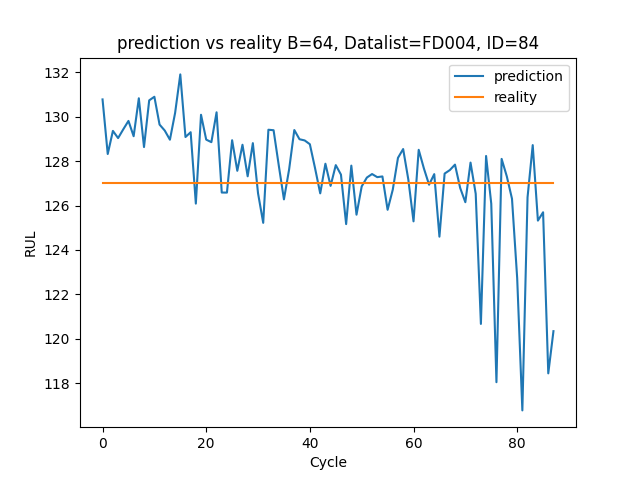 prediction vs reality B=64, Datalist=FD004, ID=84
prediction
reality
RUL
132
130
128
126
124
122
120
118
0 20 40 60 80
Cycle